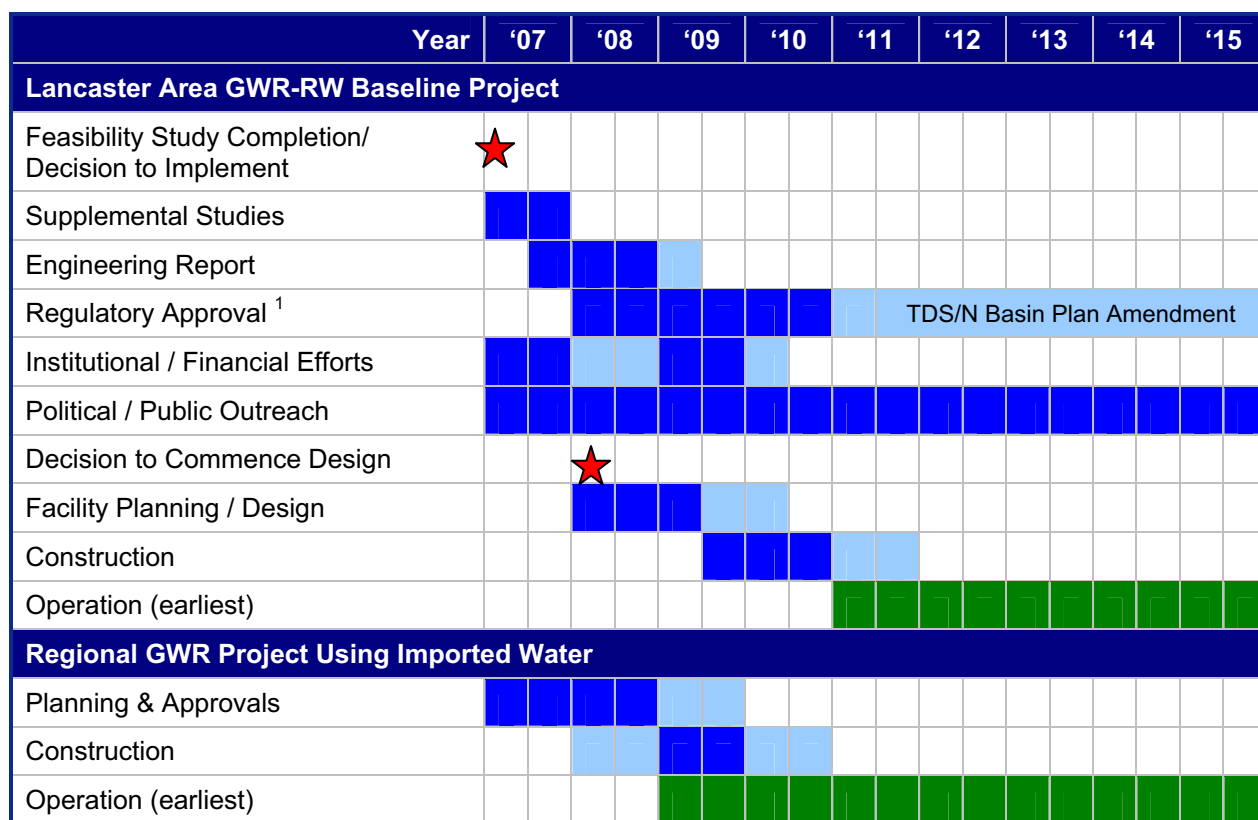 Year ‘07 ‘08 ‘09 ‘10 ‘11 ‘12 ‘13 ‘14 ‘15
Lancaster Area GWR-RW Baseline Project
Feasibility Study Completion/
Decision to Implement
Supplemental Studies
Engineering Report
Regulatory Approval 1 TDS/N Basin Plan Amendment
Institutional / Financial Efforts
Political / Public Outreach
Decision to Commence Design
Facility Planning / Design
Construction
Operation (earliest)
Regional GWR Project Using Imported Water
Planning & Approvals
Construction
Operation (earliest)